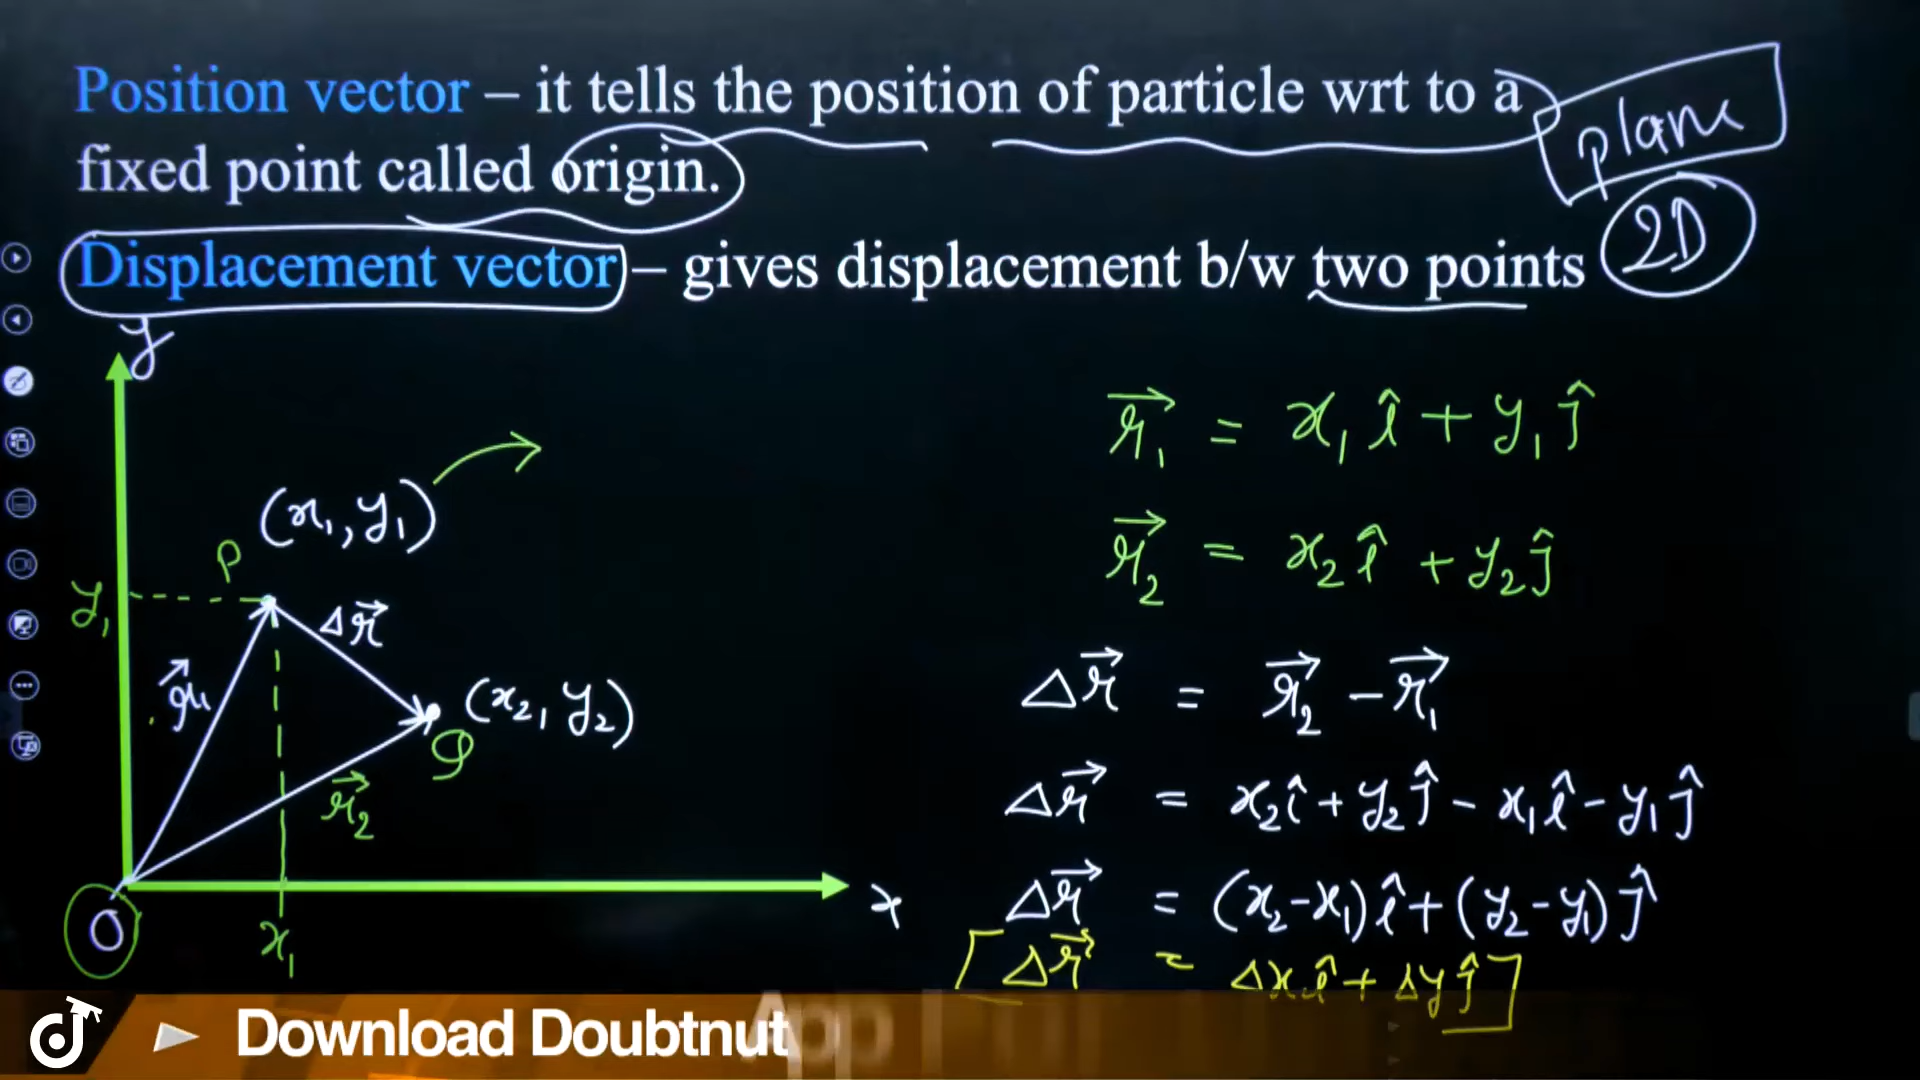 Position vector – it tells the position of particle wrt to a
fixed point called origin.
plane
2D
Displacement vector – gives displacement b/w two points
y
(x₁, y₁)
P
y₁
Δr⃗
r⃗₁
(x₂, y₂)
Q
r⃗₂
O
x₁
x
r⃗₁ = x₁ î + y₁ ĵ
r⃗₂ = x₂ î + y₂ ĵ
Δr⃗ = r⃗₂ – r⃗₁
Δr⃗ = x₂ î + y₂ ĵ – x₁ î – y₁ ĵ
Δr⃗ = (x₂–x₁) î + (y₂–y₁) ĵ
[Δr⃗ = Δx î + Δy ĵ]
d
Download Doubtnut
App